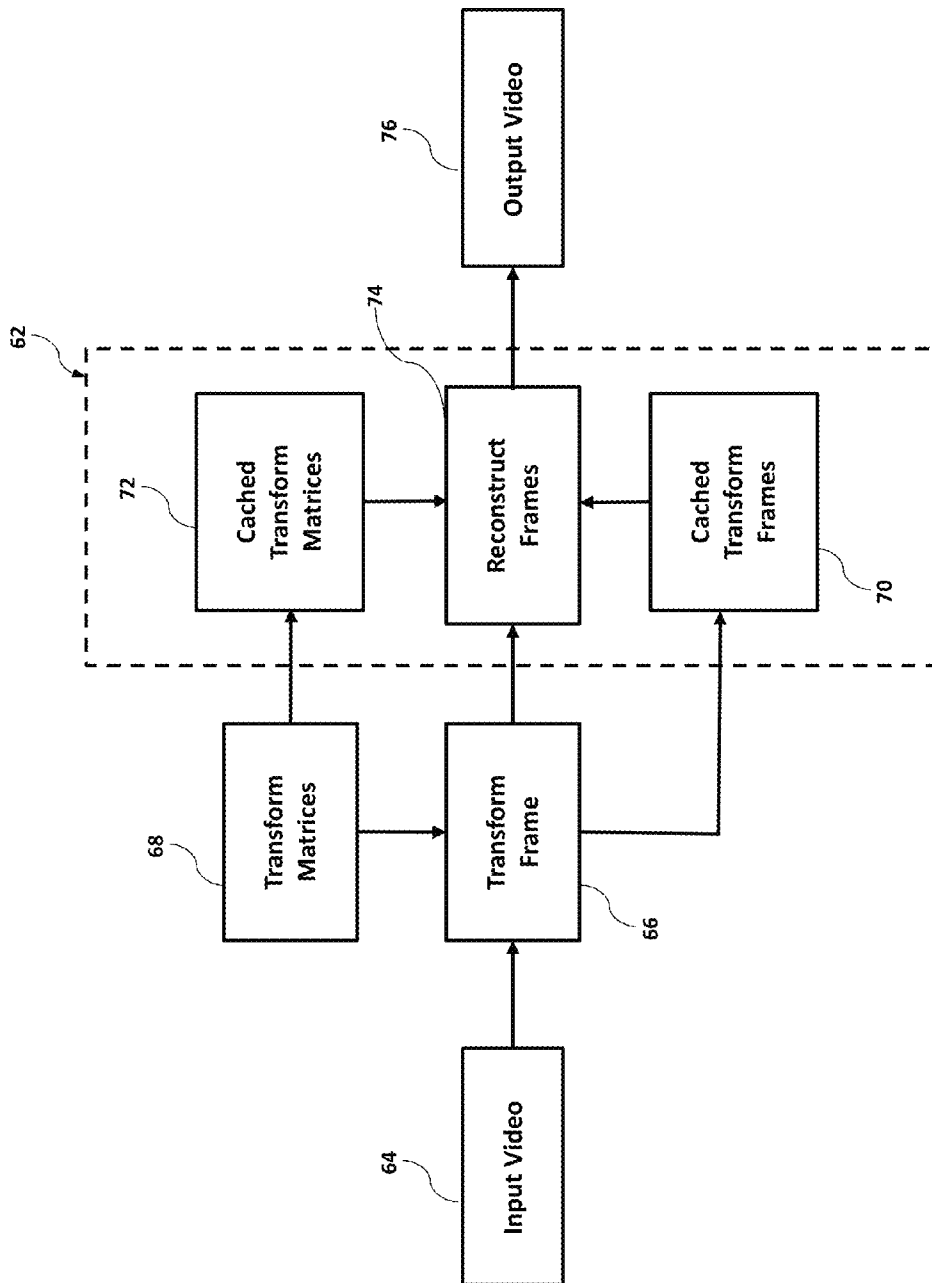 62
64
Input Video
68
Transform
Matrices
66
Transform
Frame
72
Cached
Transform
Matrices
74
Reconstruct
Frames
70
Cached
Transform
Frames
76
Output Video